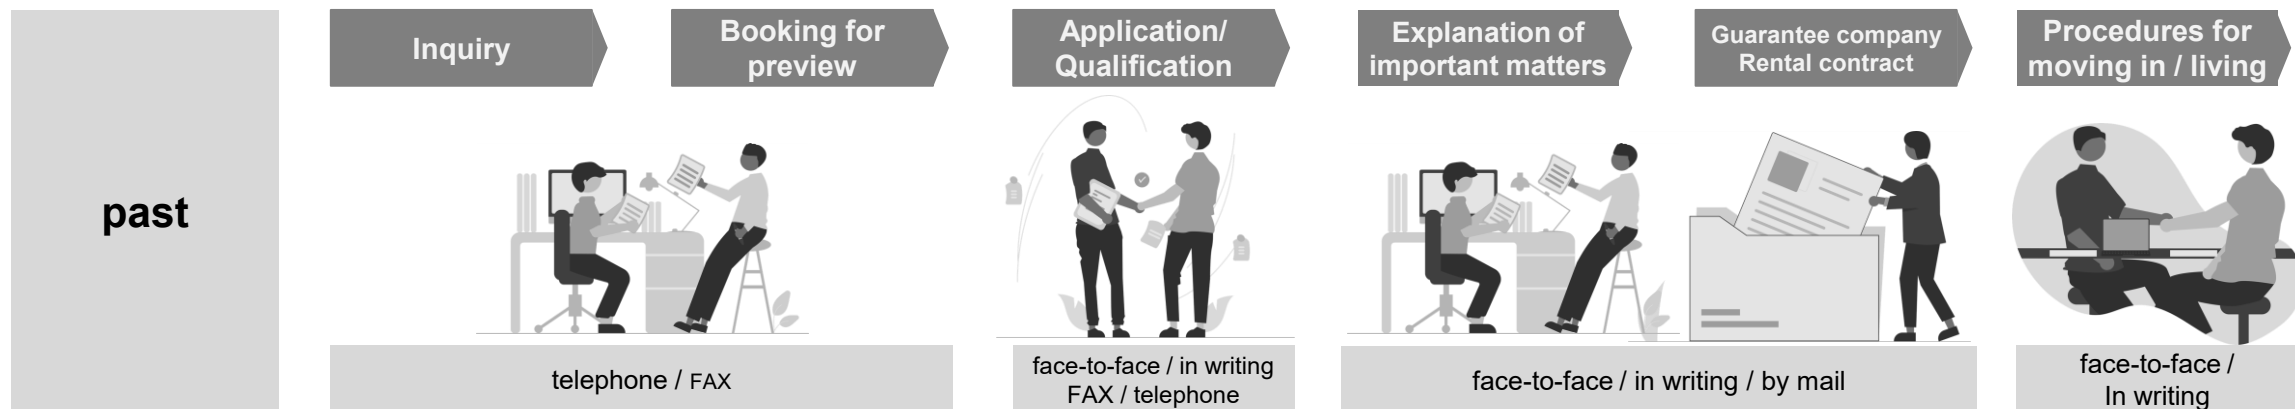 past
Inquiry
Booking for
preview
Application/
Qualification
Explanation of
important matters
Guarantee company
Rental contract
Procedures for
moving in / living
telephone / FAX
face-to-face / in writing
FAX / telephone
face-to-face / in writing / by mail
face-to-face /
In writing